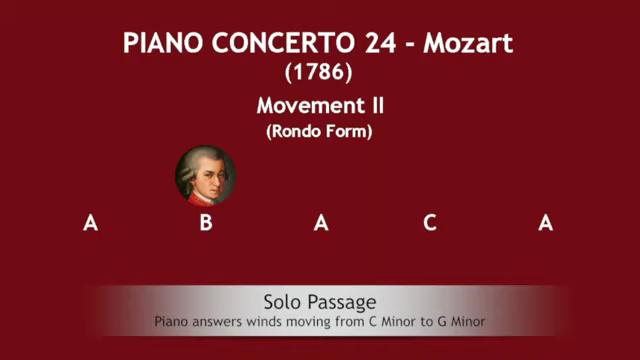 PIANO CONCERTO 24 - Mozart
(1786)
Movement II
(Rondo Form)
A B A C A
Solo Passage
Piano answers winds moving from C Minor to G Minor